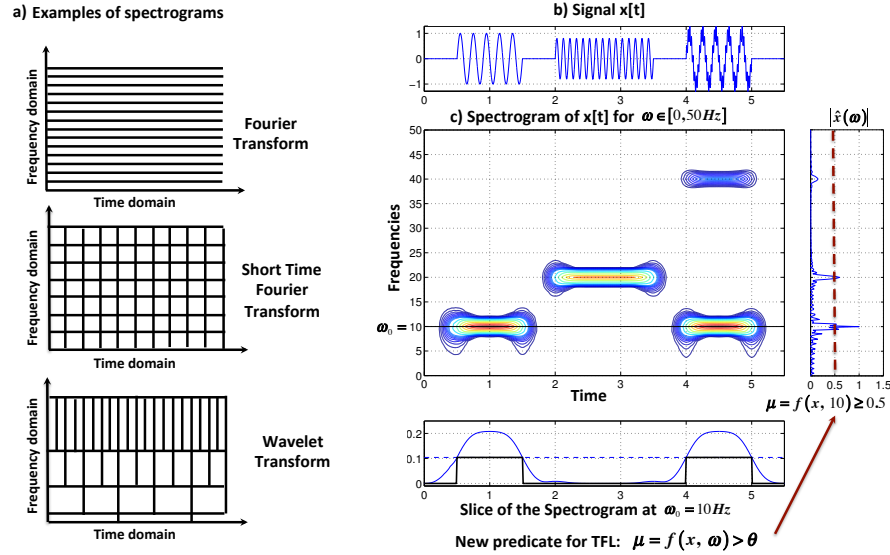 a) Examples of spectrograms
Frequency domain
Time domain
Fourier
Transform
Frequency domain
Time domain
Short Time
Fourier
Transform
Frequency domain
Time domain
Wavelet
Transform
b) Signal x[t]
1
0
-1
0 1 2 3 4 5
c) Spectrogram of x[t] for ω∈[0,50Hz]
50
45
40
35
30
25
20
15
ω₀ = 10
5
0
Frequencies
0 1 2 3 4 5
Time
|x̂(ω)|
0 0.5 1 1.5
μ = f(x, 10) ≥ 0.5
0.2
0.1
0
0 1 2 3 4 5
Slice of the Spectrogram at ω₀ = 10Hz
New predicate for TFL: μ = f(x, ω) > θ